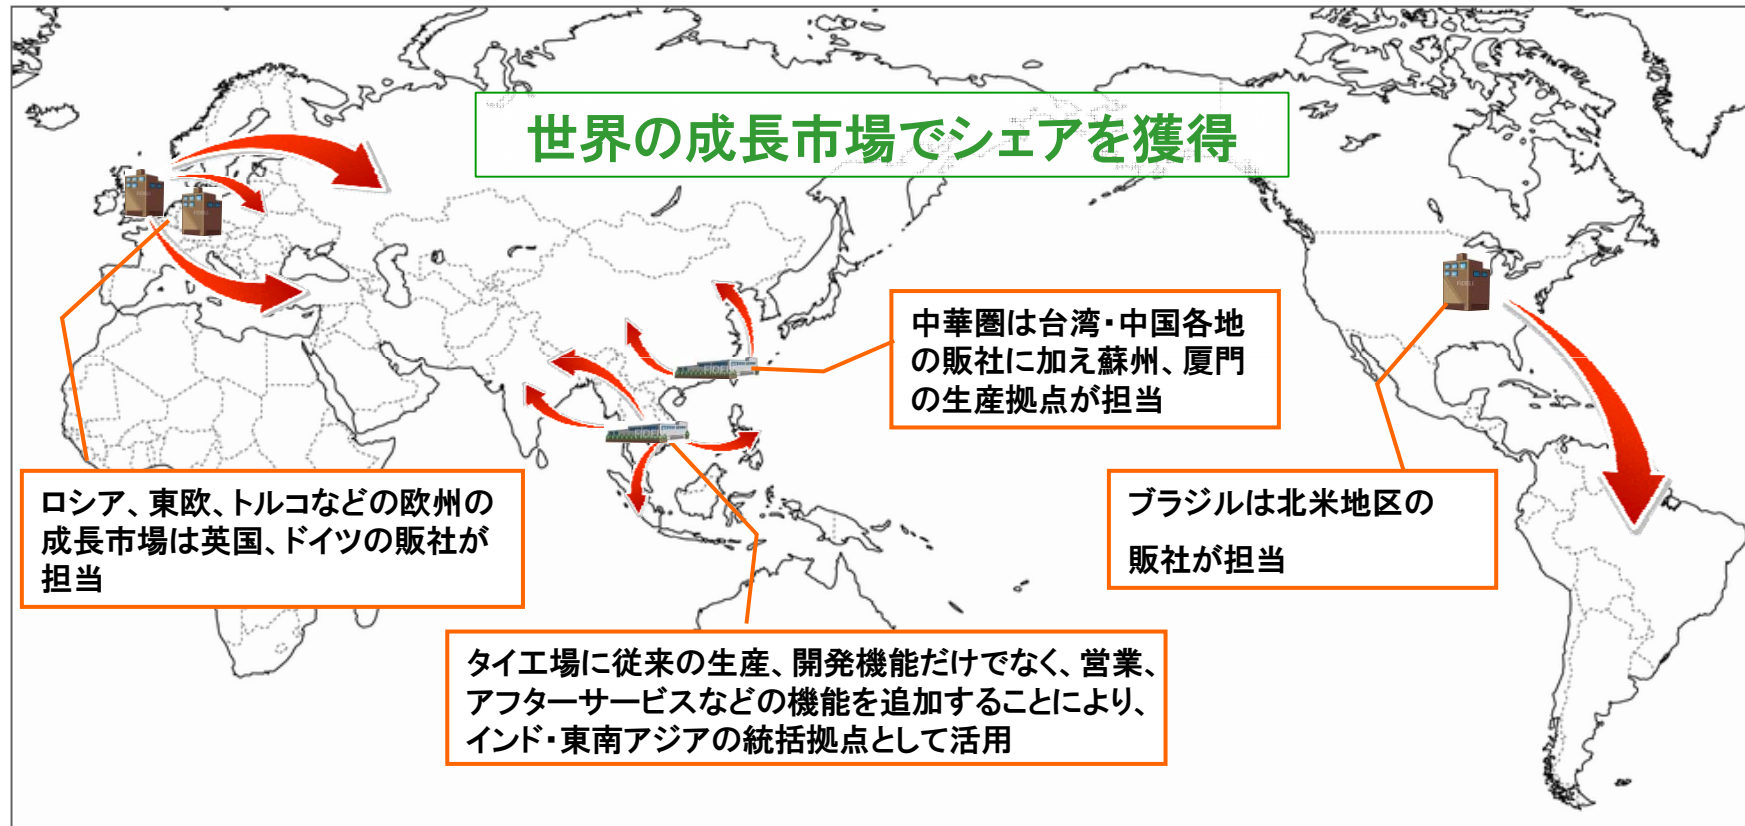 世界の成長市場でシェアを獲得
中華圏は台湾・中国各地
の販社に加え蘇州、厦門
の生産拠点が担当
ロシア、東欧、トルコなどの欧州の
成長市場は英国、ドイツの販社が
担当
ブラジルは北米地区の
販社が担当
タイ工場に従来の生産、開発機能だけでなく、営業、
アフターサービスなどの機能を追加することにより、
インド・東南アジアの統括拠点として活用